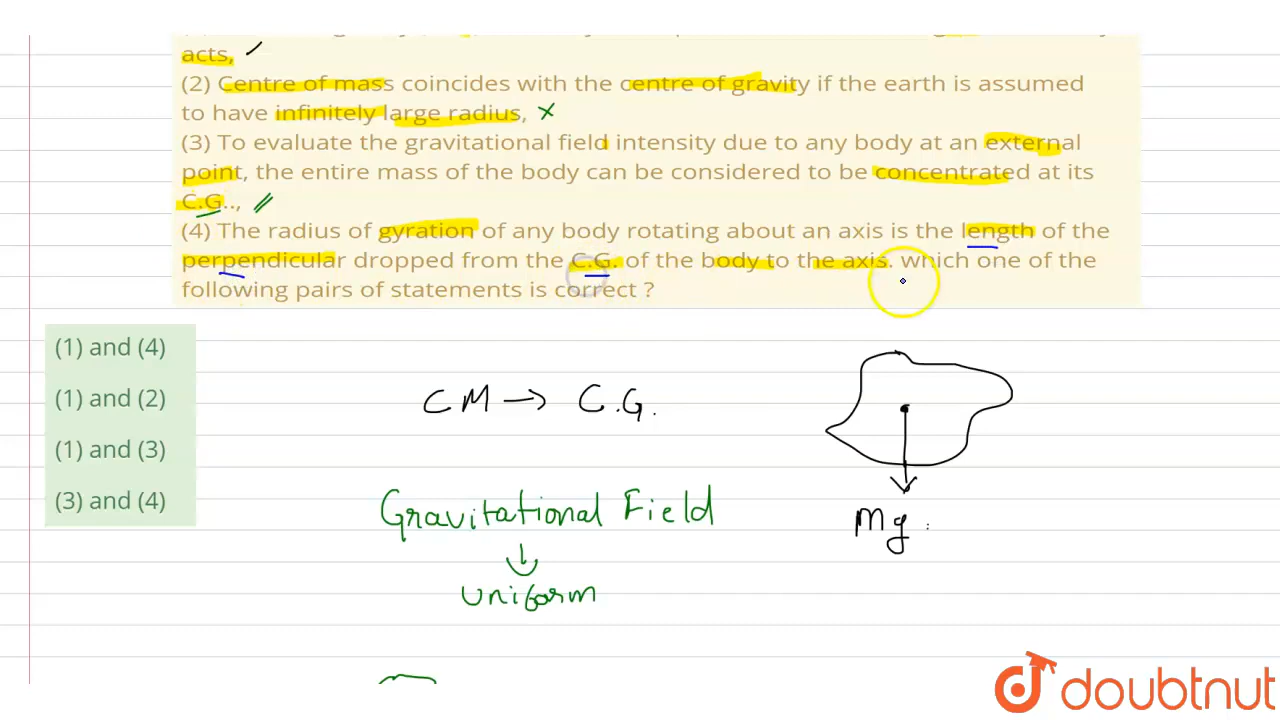 acts,
(2) Centre of mass coincides with the centre of gravity if the earth is assumed
to have infinitely large radius,
(3) To evaluate the gravitational field intensity due to any body at an external
point, the entire mass of the body can be considered to be concentrated at its
C.G..,
(4) The radius of gyration of any body rotating about an axis is the length of the
perpendicular dropped from the C.G. of the body to the axis. which one of the
following pairs of statements is correct ?
(1) and (4)
(1) and (2)
(1) and (3)
(3) and (4)
CM → C.G.
Gravitational Field
↓
uniform
Mg
doubtnut